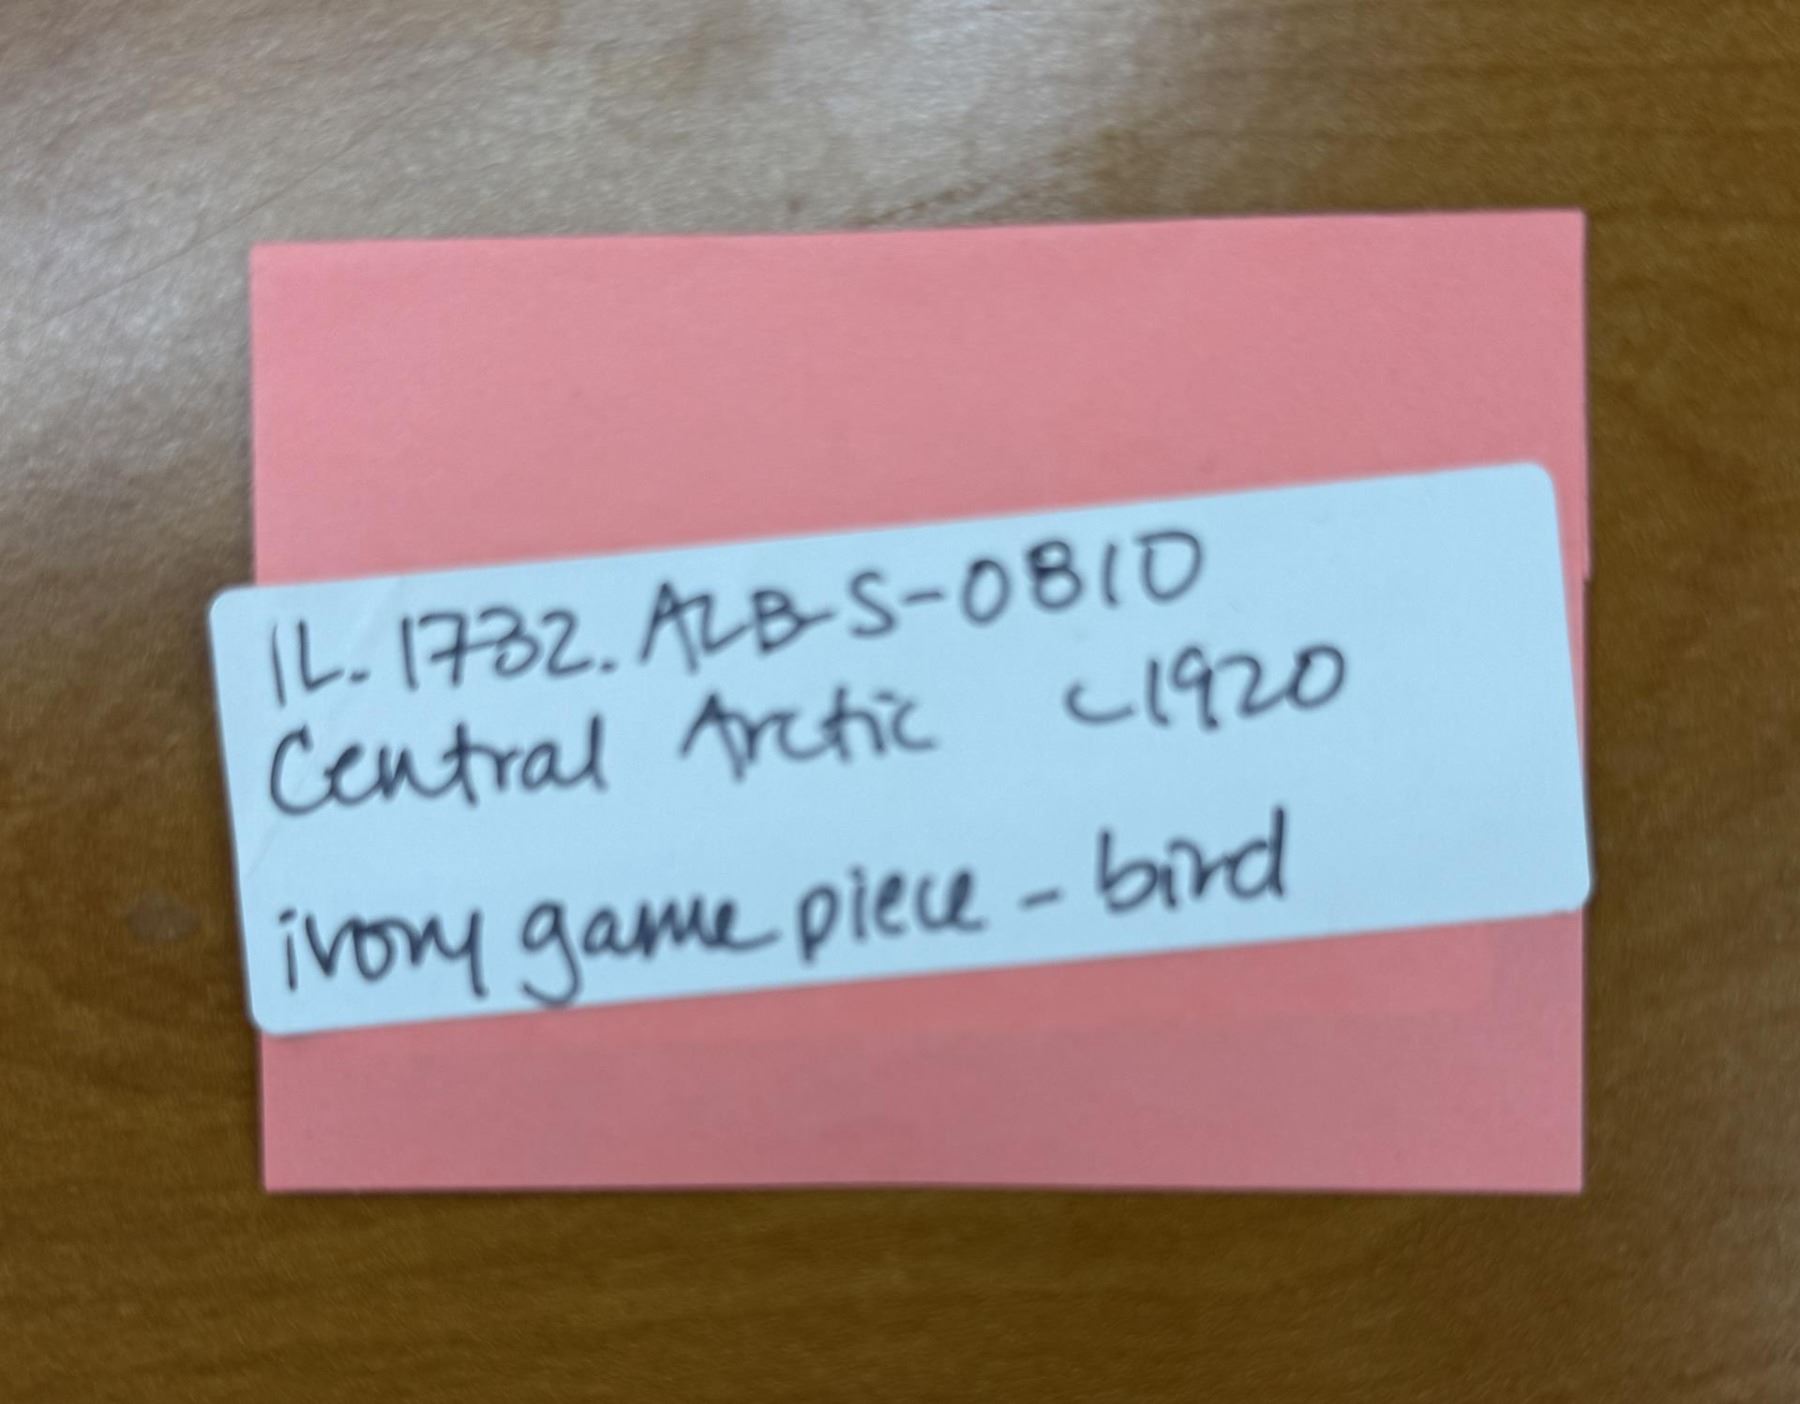 IL. 1732. ALB-S-0810
Central Arctic c1920
ivory game piece - bird